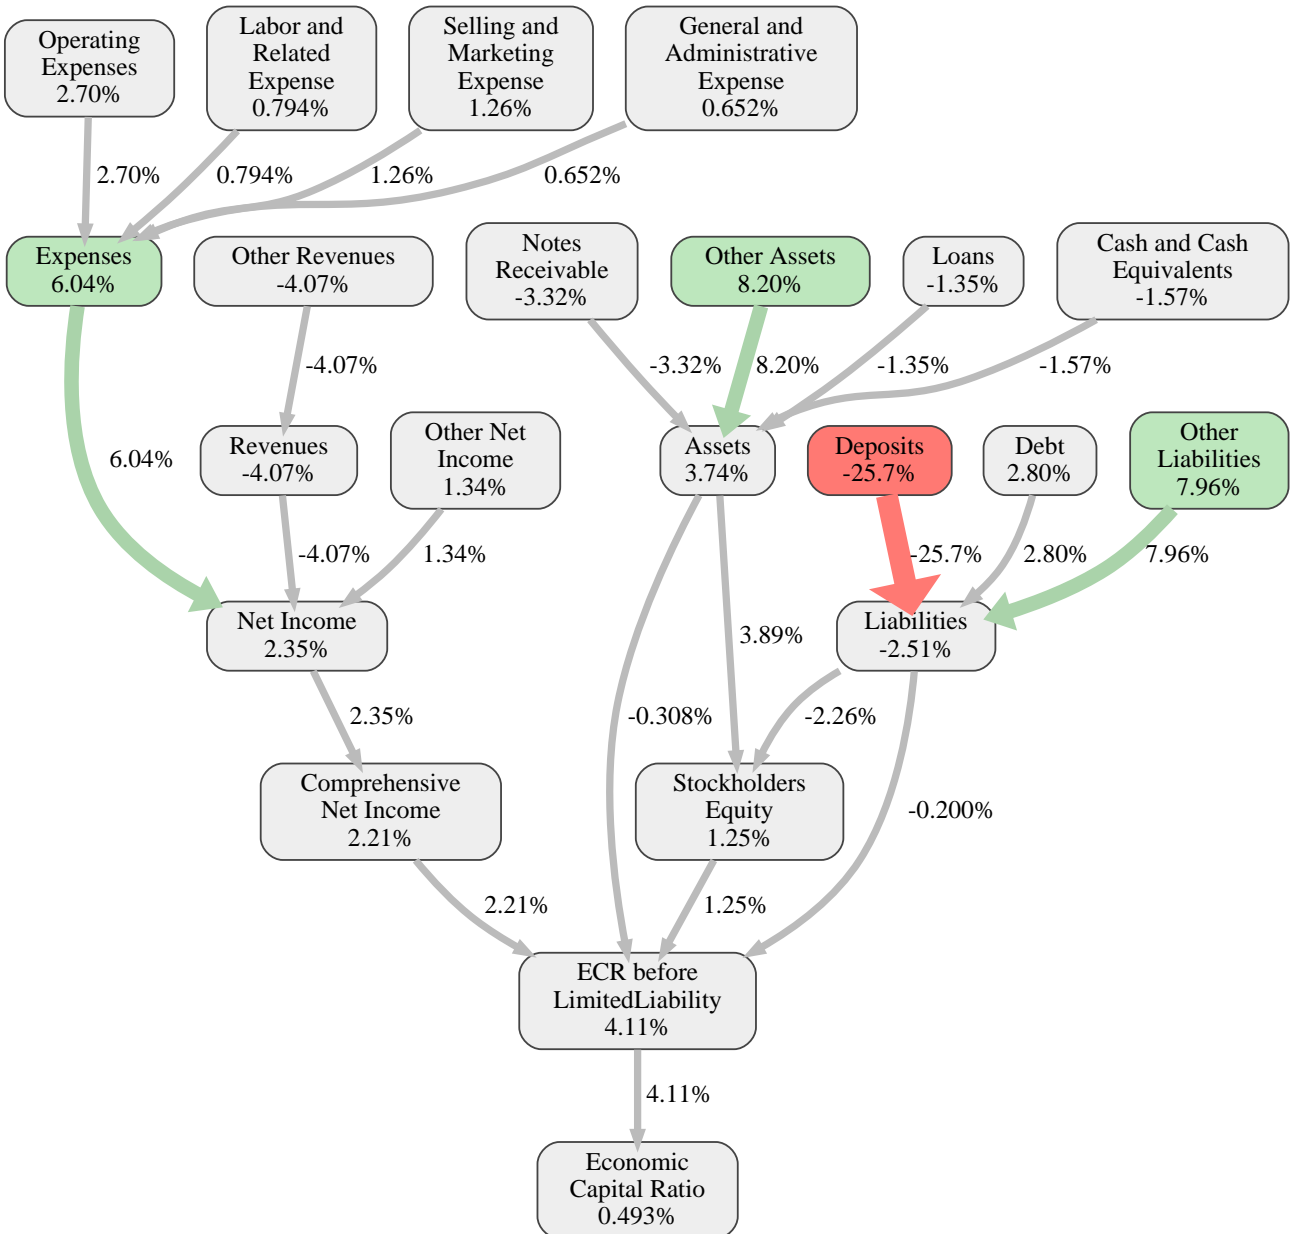 Operating
Expenses
2.70%
Labor and
Related
Expense
0.794%
Selling and
Marketing
Expense
1.26%
General and
Administrative
Expense
0.652%
2.70%
0.794%
1.26%
0.652%
Expenses
6.04%
Other Revenues
-4.07%
Notes
Receivable
-3.32%
Other Assets
8.20%
Loans
-1.35%
Cash and Cash
Equivalents
-1.57%
-4.07%
-3.32%
8.20%
-1.35%
-1.57%
6.04%
Revenues
-4.07%
Other Net
Income
1.34%
Assets
3.74%
Deposits
-25.7%
Debt
2.80%
Other
Liabilities
7.96%
-4.07%
1.34%
-25.7%
2.80%
7.96%
Net Income
2.35%
3.89%
Liabilities
-2.51%
2.35%
-0.308%
-2.26%
Comprehensive
Net Income
2.21%
Stockholders
Equity
1.25%
-0.200%
2.21%
1.25%
ECR before
LimitedLiability
4.11%
4.11%
Economic
Capital Ratio
0.493%